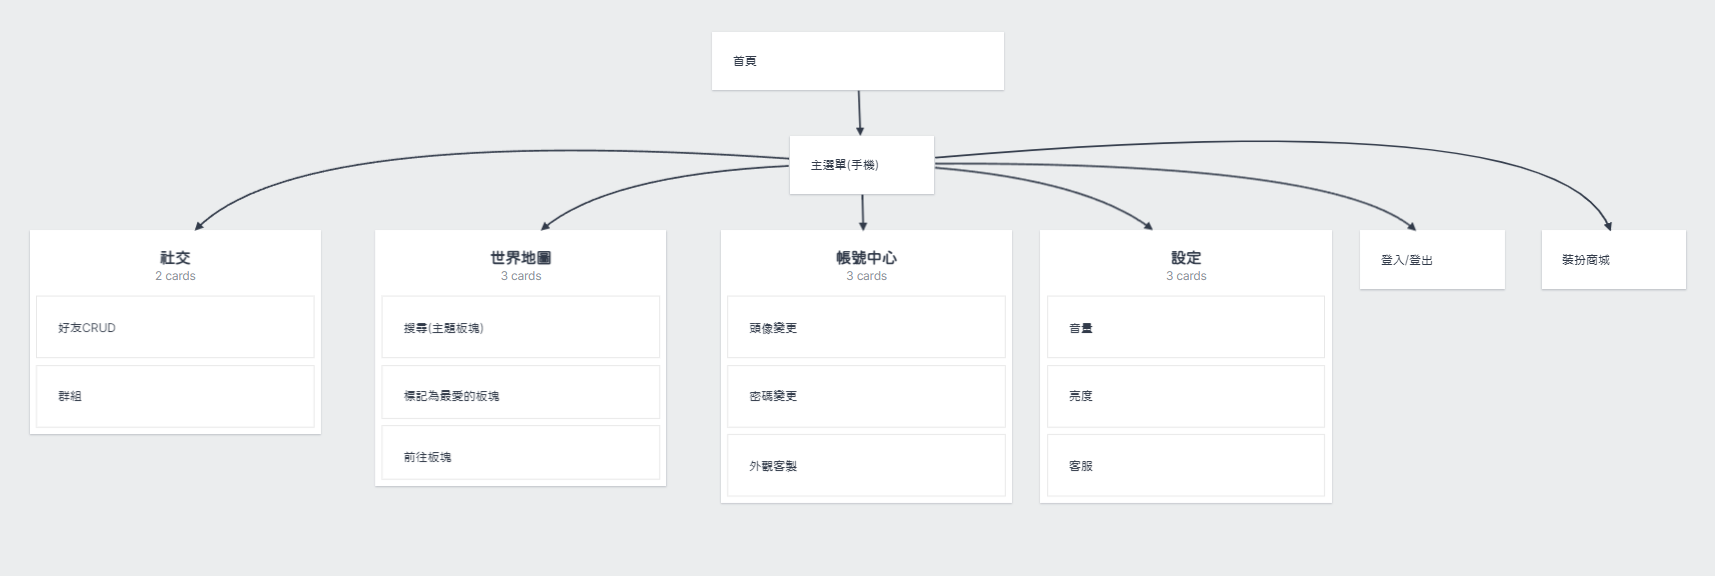 首頁
主選單(手機)
社交
2 cards
好友CRUD
群組
世界地圖
3 cards
搜尋(主題板塊)
標記為最愛的板塊
前往板塊
帳號中心
3 cards
頭像變更
密碼變更
外觀客製
設定
3 cards
音量
亮度
客服
登入/登出
裝扮商城